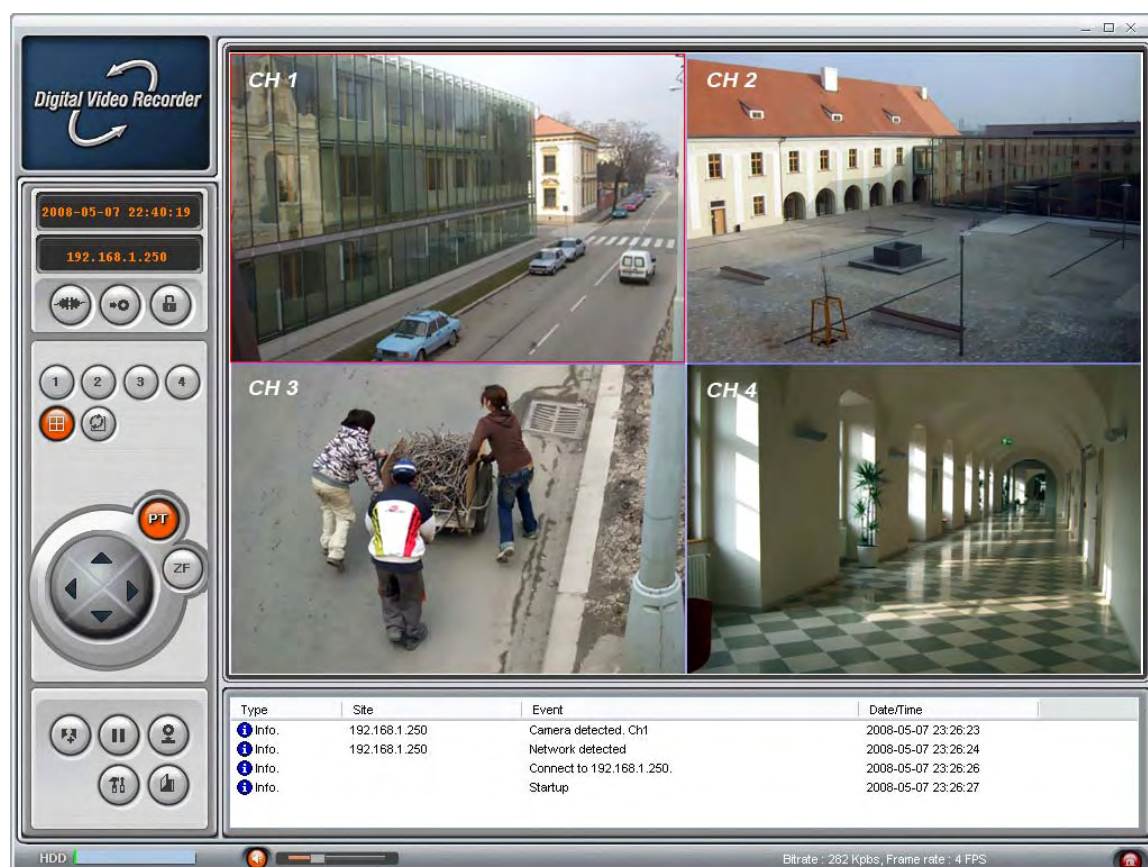 Digital Video Recorder
2008-05-07 22:40:19
192.168.1.250
1 2 3 4
PT
ZF
CH 1
CH 2
CH 3
CH 4
Type Site Event Date/Time
Info. 192.168.1.250 Camera detected. Ch1 2008-05-07 23:26:23
Info. 192.168.1.250 Network detected 2008-05-07 23:26:24
Info. Connect to 192.168.1.250. 2008-05-07 23:26:26
Info. Startup 2008-05-07 23:26:27
HDD
Bitrate : 282 Kpbs, Frame rate : 4 FPS